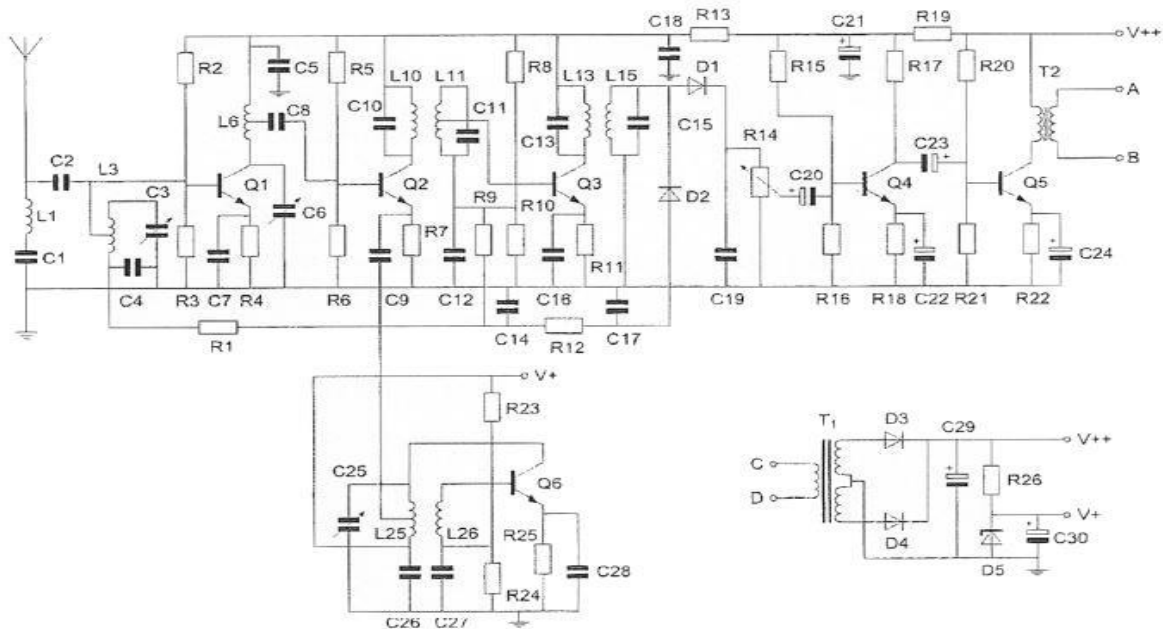 C18 R13 C21 R19
V++
R2 C5 R5 L10 L11 R8 L13 L15 D1 R15 R17 R20 T2
C8 C10 C11 A
L6 C13 C15 R14 C23
C2 L3 C3 Q1 Q2 Q3 C20 Q4 Q5 B
L1 C6 R9 R10 D2
C1 R7 R11 C24
C4 R3 C7 R4 R6 C9 C12 C16 C19 R16 R18 C22 R21 R22
R1 C14 R12 C17
V+
R23
T1 D3 C29 V++
C25 Q6 C R26
L25 L26 R25 D V+
D4 C30
C28 D5
R24
C26 C27